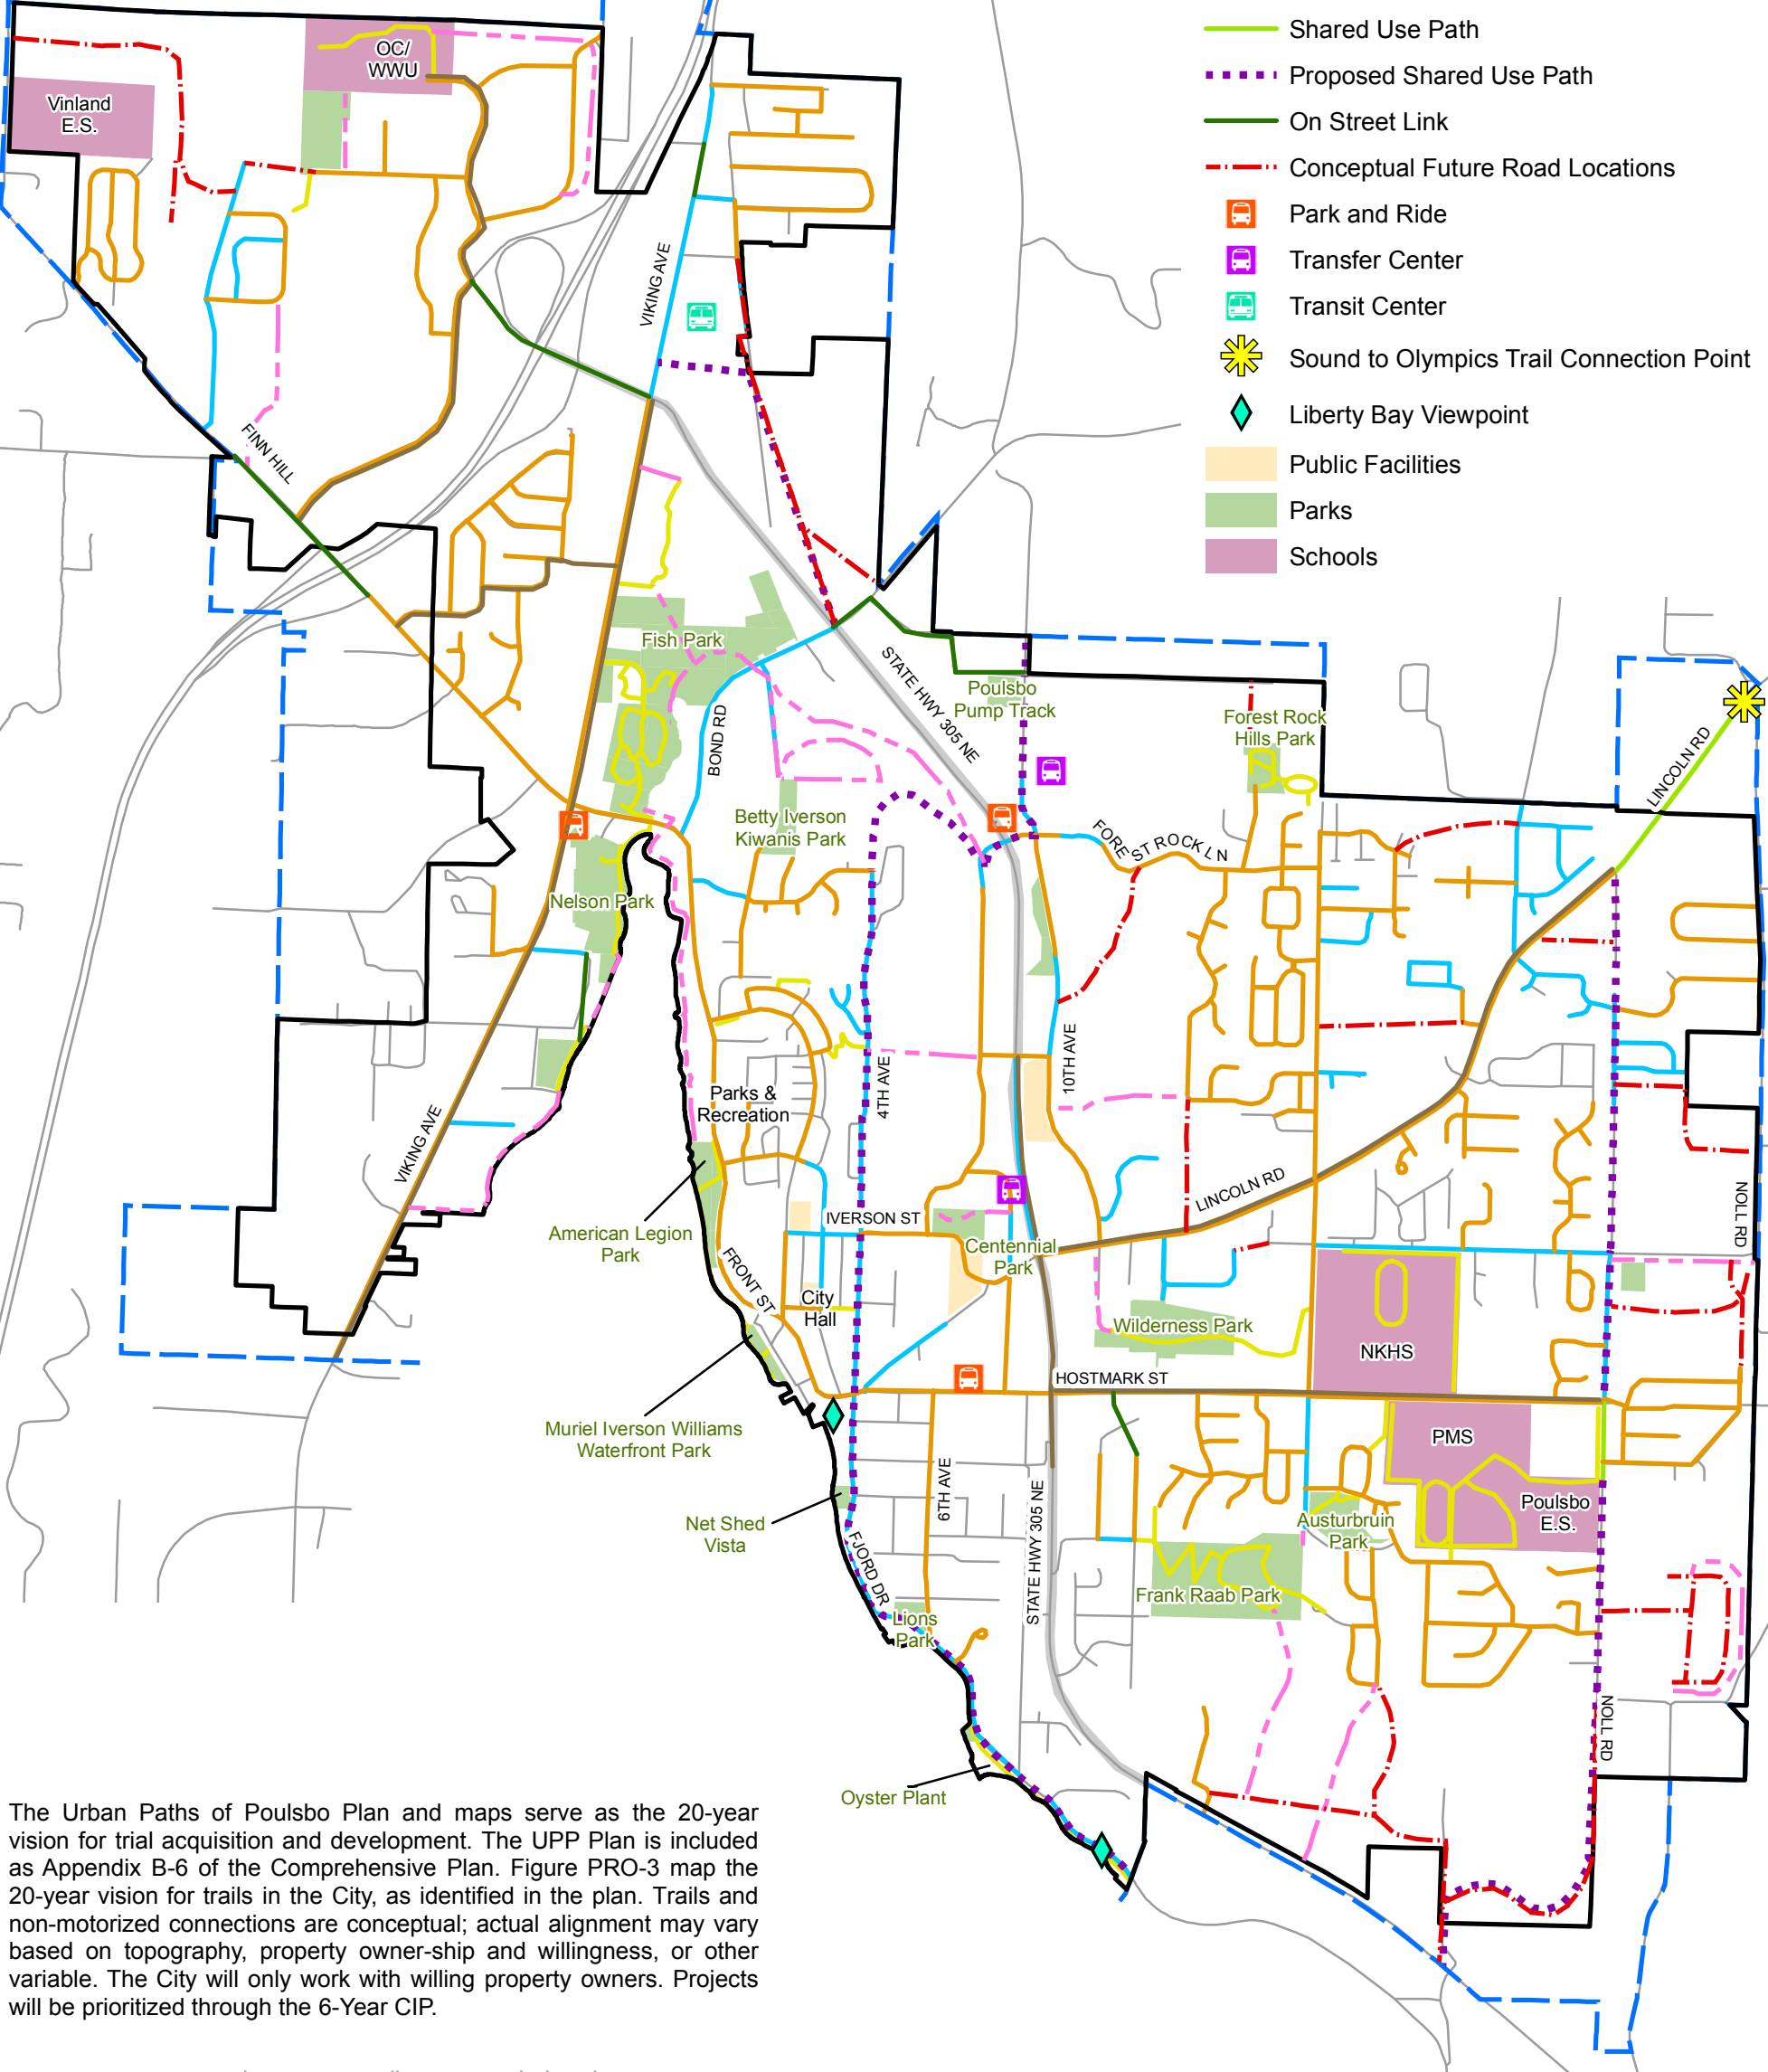 Shared Use Path
Proposed Shared Use Path
On Street Link
Conceptual Future Road Locations
Park and Ride
Transfer Center
Transit Center
Sound to Olympics Trail Connection Point
Liberty Bay Viewpoint
Public Facilities
Parks
Schools
OC/
WWU
Vinland
E.S.
VIKING AVE
FINN HILL
Fish Park
STATE HWY 305 NE
Poulsbo
Pump Track
Forest Rock
Hills Park
LINCOLN RD
BOND RD
Betty Iverson
Kiwanis Park
FOREST ROCK LN
Nelson Park
4TH AVE
10TH AVE
Parks &
Recreation
VIKING AVE
LINCOLN RD
NOLL RD
American Legion
Park
IVERSON ST
Centennial
Park
FRONT ST
City
Hall
Wilderness Park
NKHS
HOSTMARK ST
Muriel Iverson Williams
Waterfront Park
PMS
6TH AVE
STATE HWY 305 NE
Net Shed
Vista
Austurbruin
Park
Poulsbo
E.S.
FJORD DR
Frank Raab Park
Lions
Park
NOLL RD
Oyster Plant
The Urban Paths of Poulsbo Plan and maps serve as the 20-year
vision for trial acquisition and development. The UPP Plan is included
as Appendix B-6 of the Comprehensive Plan. Figure PRO-3 map the
20-year vision for trails in the City, as identified in the plan. Trails and
non-motorized connections are conceptual; actual alignment may vary
based on topography, property owner-ship and willingness, or other
variable. The City will only work with willing property owners. Projects
will be prioritized through the 6-Year CIP.